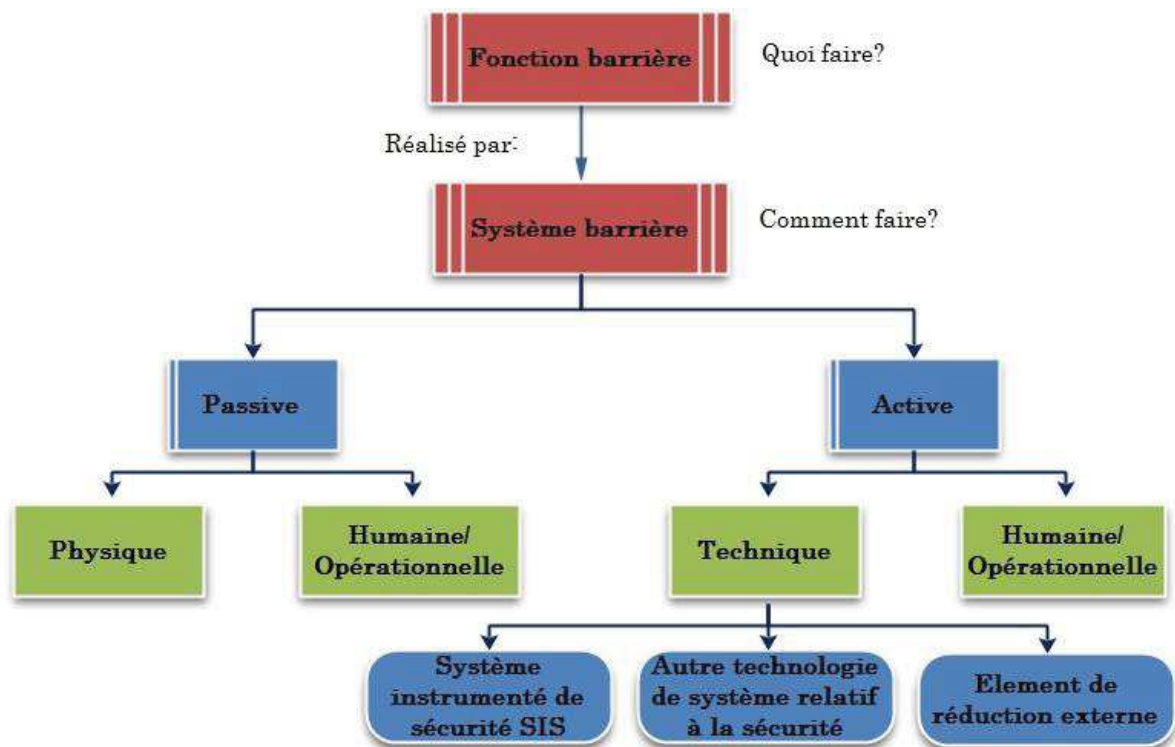 Fonction barrière
Quoi faire?
Réalisé par:
Système barrière
Comment faire?
Passive
Active
Physique
Humaine/
Opérationnelle
Technique
Humaine/
Opérationnelle
Système
instrumenté de
sécurité SIS
Autre technologie
de système relatif
à la sécurité
Element de
réduction externe